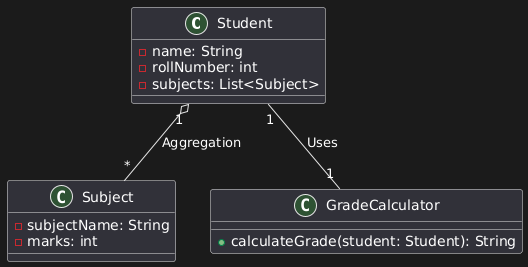 C Student
name: String
rollNumber: int
subjects: List<Subject>
1
1
Aggregation
Uses
*
1
C Subject
subjectName: String
marks: int
C GradeCalculator
calculateGrade(student: Student): String